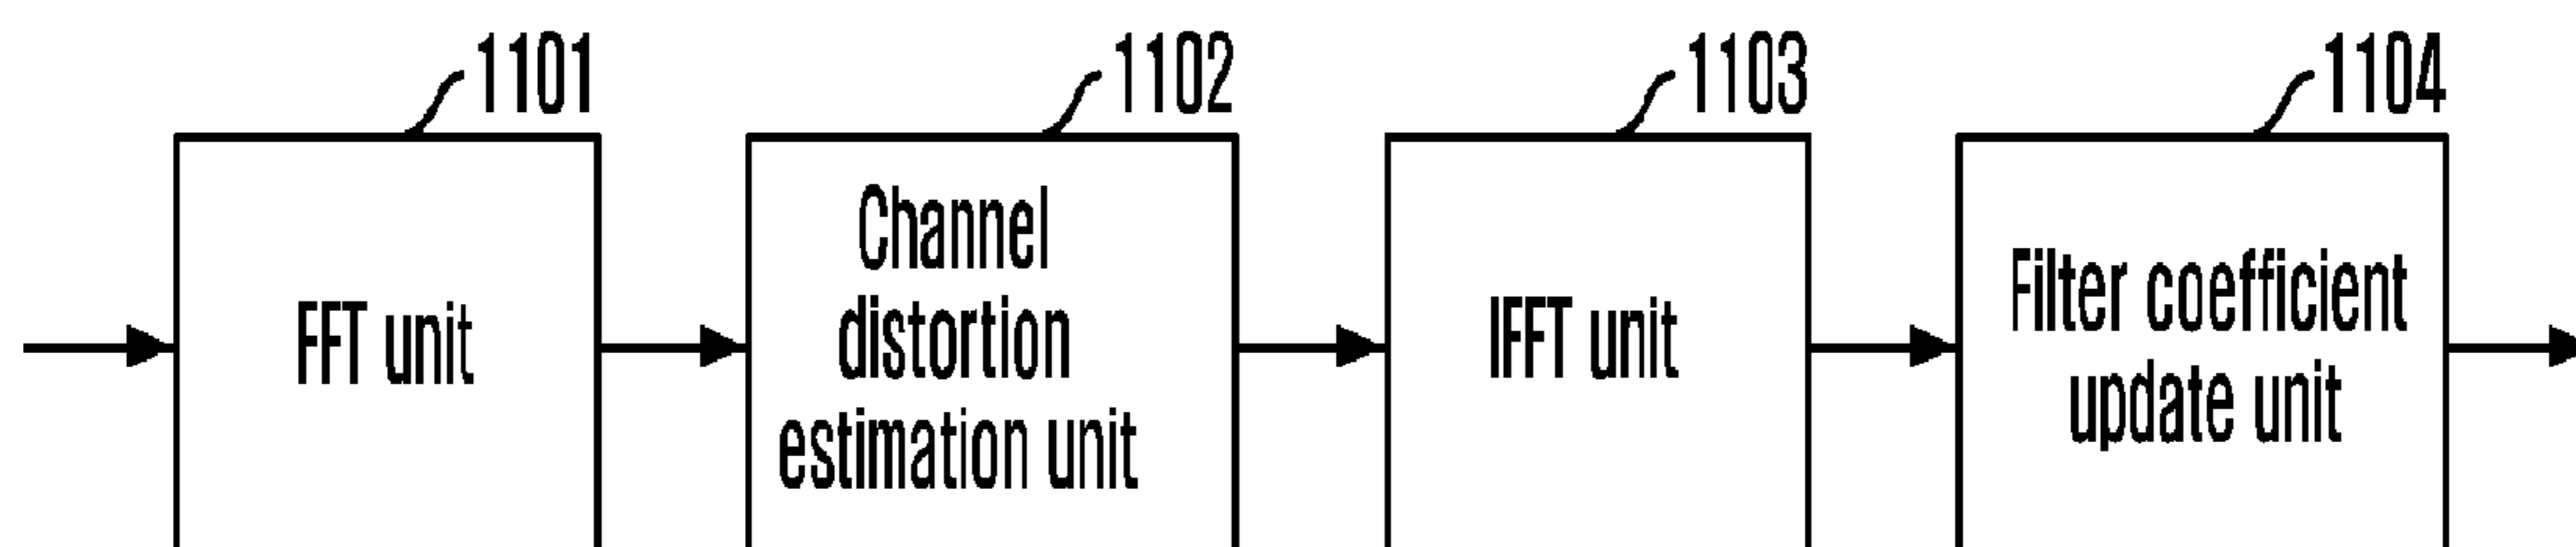 1101
1102
1103
1104
FFT unit
Channel
distortion
estimation unit
IFFT unit
Filter coefficient
update unit